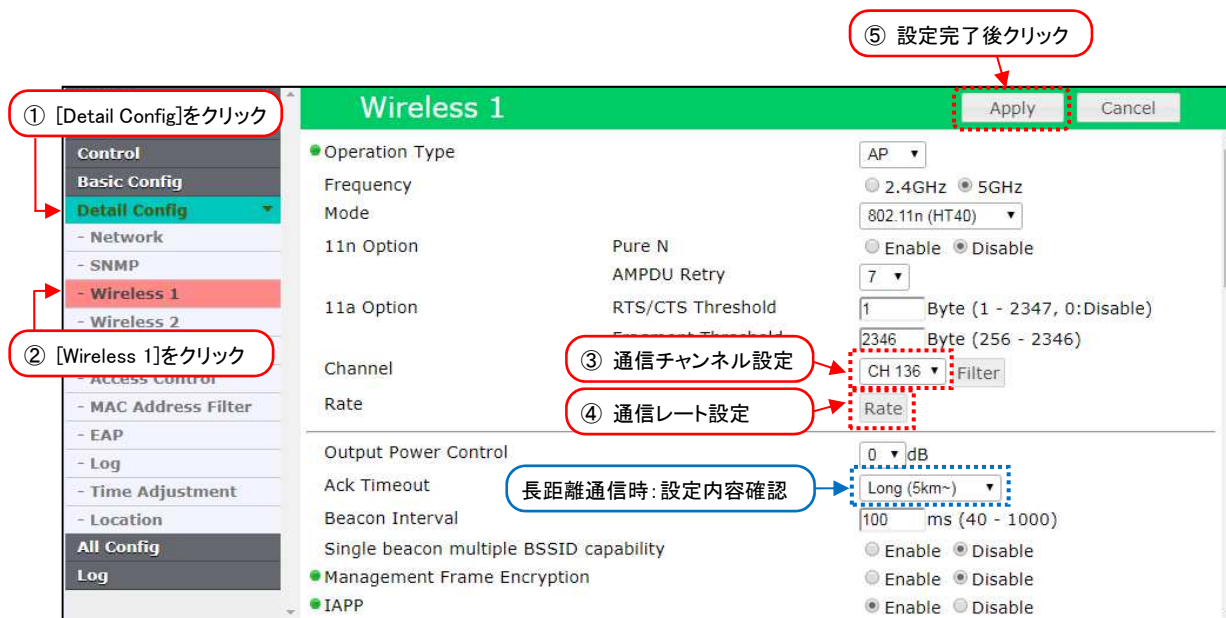 ⑤ 設定完了後クリック
① [Detail Config]をクリック
Wireless 1
Apply
Cancel
Control
Basic Config
Detail Config
- Network
- SNMP
- Wireless 1
- Wireless 2
② [Wireless 1]をクリック
- Access Control
- MAC Address Filter
- EAP
- Log
- Time Adjustment
- Location
All Config
Log
Operation Type AP
Frequency 2.4GHz 5GHz
Mode 802.11n (HT40)
11n Option Pure N Enable Disable
AMPDU Retry 7
11a Option RTS/CTS Threshold 1 Byte (1 - 2347, 0:Disable)
Fragment Threshold 2346 Byte (256 - 2346)
Channel ③ 通信チャンネル設定 CH 136 Filter
Rate ④ 通信レート設定 Rate
Output Power Control 0 dB
Ack Timeout 長距離通信時:設定内容確認 Long (5km~)
Beacon Interval 100 ms (40 - 1000)
Single beacon multiple BSSID capability Enable Disable
Management Frame Encryption Enable Disable
IAPP Enable Disable